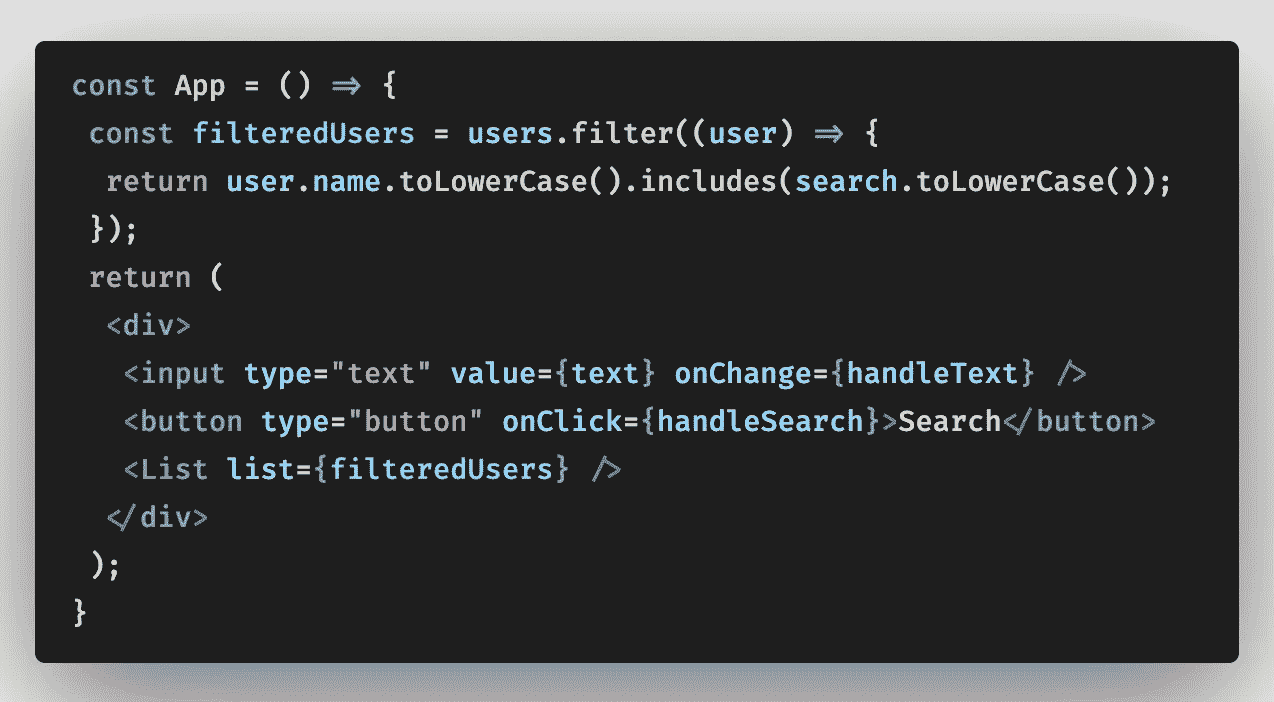 const App = () => {
 const filteredUsers = users.filter((user) => {
  return user.name.toLowerCase().includes(search.toLowerCase());
 });
 return (
  <div>
   <input type="text" value={text} onChange={handleText} />
   <button type="button" onClick={handleSearch}>Search</button>
   <List list={filteredUsers} />
  </div>
 );
}